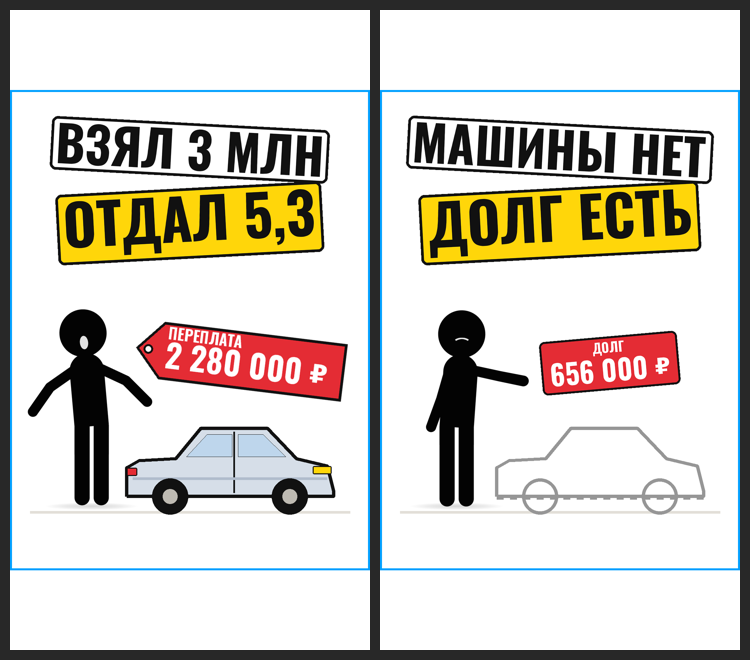 ВЗЯЛ 3 МЛН
ОТДАЛ 5,3
ПЕРЕПЛАТА
2 280 000 ₽
МАШИНЫ НЕТ
ДОЛГ ЕСТЬ
ДОЛГ
656 000 ₽